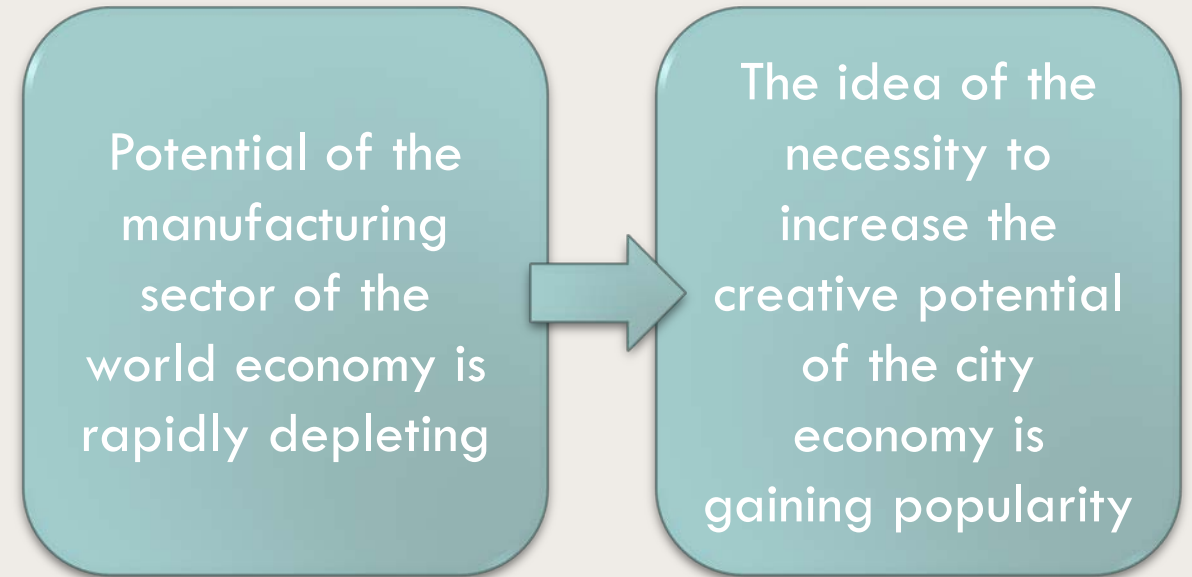 Potential of the
manufacturing
sector of the
world economy is
rapidly depleting
The idea of the
necessity to
increase the
creative potential
of the city
economy is
gaining popularity